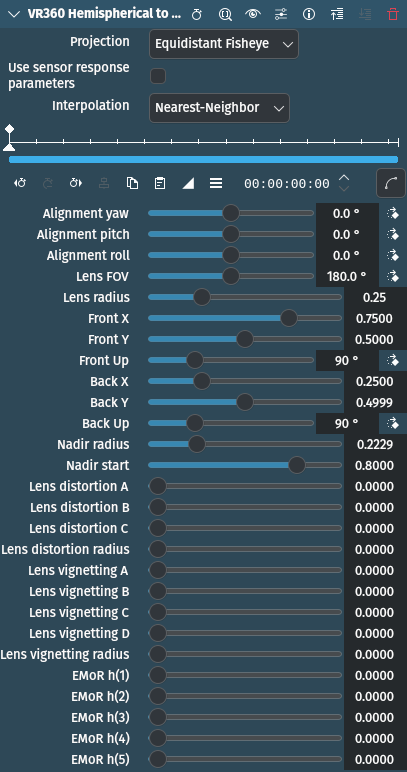 VR360 Hemispherical to ...
Projection Equidistant Fisheye
Use sensor response
parameters
Interpolation Nearest-Neighbor
00:00:00:00
Alignment yaw 0.0 °
Alignment pitch 0.0 °
Alignment roll 0.0 °
Lens FOV 180.0 °
Lens radius 0.25
Front X 0.7500
Front Y 0.5000
Front Up 90 °
Back X 0.2500
Back Y 0.4999
Back Up 90 °
Nadir radius 0.2229
Nadir start 0.8000
Lens distortion A 0.0000
Lens distortion B 0.0000
Lens distortion C 0.0000
Lens distortion radius 0.0000
Lens vignetting A 0.0000
Lens vignetting B 0.0000
Lens vignetting C 0.0000
Lens vignetting D 0.0000
Lens vignetting radius 0.0000
EMoR h(1) 0.0000
EMoR h(2) 0.0000
EMoR h(3) 0.0000
EMoR h(4) 0.0000
EMoR h(5) 0.0000